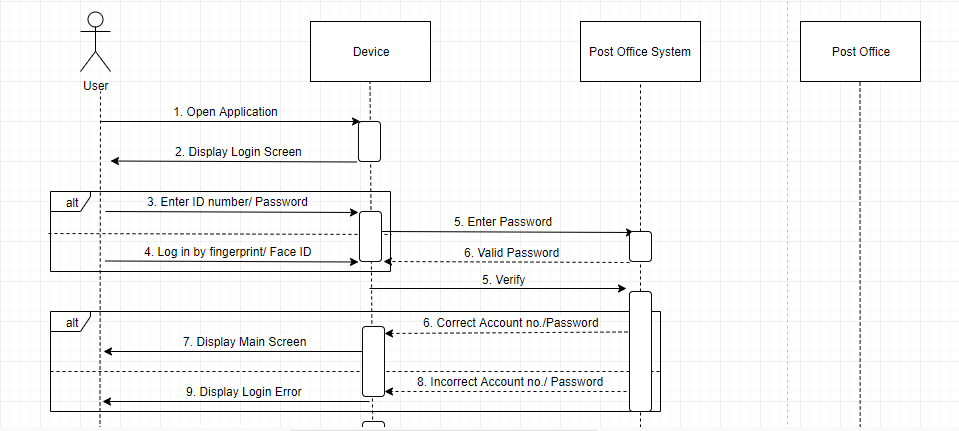 Device
Post Office System
Post Office
User
1. Open Application
2. Display Login Screen
alt
3. Enter ID number/ Password
5. Enter Password
4. Log in by fingerprint/ Face ID
6. Valid Password
5. Verify
alt
6. Correct Account no./Password
7. Display Main Screen
8. Incorrect Account no./ Password
9. Display Login Error